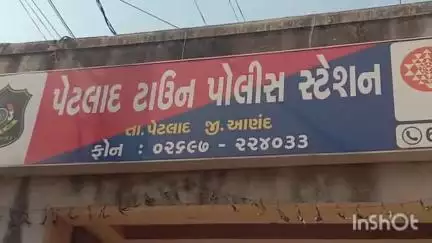 પેટલાદ ટાઉન પોલીસ સ્ટેશન
તા. પેટલાદ જી. આણંદ
ફોન : ૦૨૬૯૭ - ૨૨૪૦૩૩
InShOt